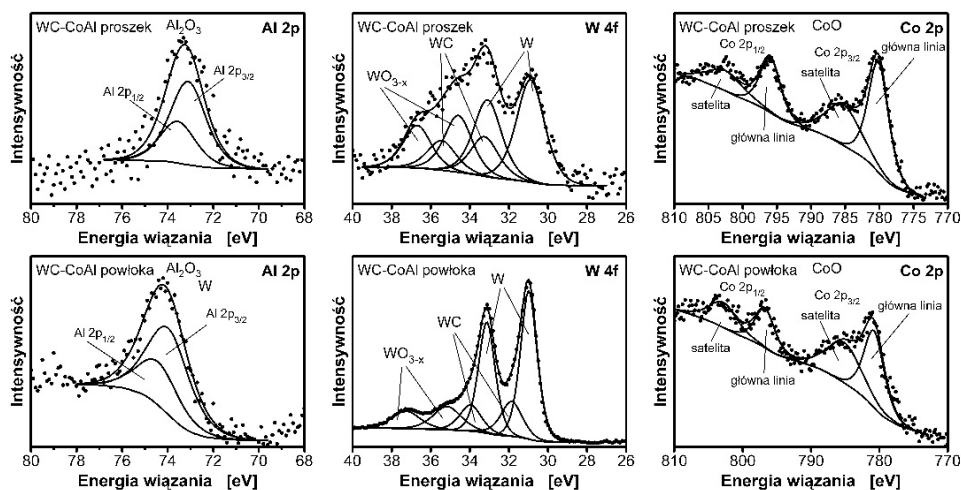 WC-CoAl proszek Al₂O₃ Al 2p
Al 2p₃/₂
Al 2p₁/₂
Intensywność
80 78 76 74 72 70 68
Energia wiązania [eV]
WC-CoAl proszek W 4f
WC W
WO₃₋ₓ
Intensywność
40 38 36 34 32 30 28 26
Energia wiązania [eV]
WC-CoAl proszek CoO Co 2p
główna linia
Co 2p₁/₂ Co 2p₃/₂
satelita
satelita
główna linia
Intensywność
810 805 800 795 790 785 780 775 770
Energia wiązania [eV]
WC-CoAl powłoka Al₂O₃ Al 2p
W
Al 2p₃/₂
Al 2p₁/₂
Intensywność
80 78 76 74 72 70 68
Energia wiązania [eV]
WC-CoAl powłoka W 4f
W
WC
WO₃₋ₓ
Intensywność
40 38 36 34 32 30 28 26
Energia wiązania [eV]
WC-CoAl powłoka CoO Co 2p
Co 2p₁/₂ Co 2p₃/₂
główna linia
satelita
satelita
główna linia
Intensywność
810 800 790 780 770
Energia wiązania [eV]